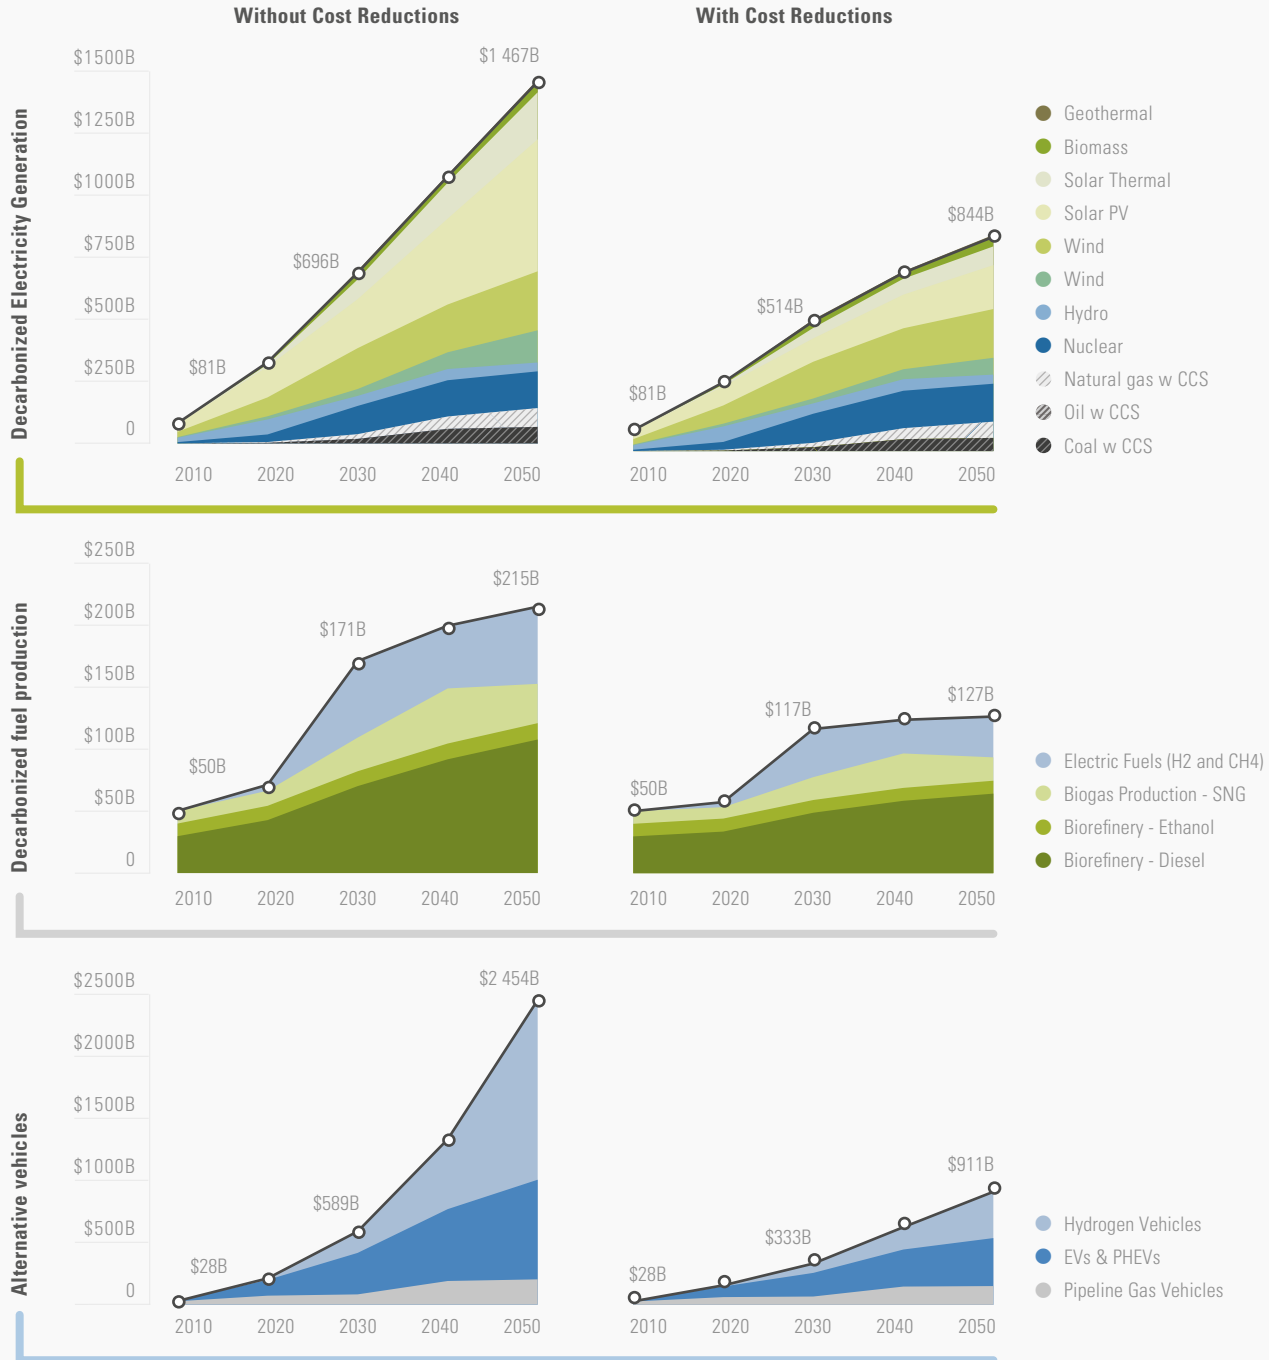 Without Cost Reductions
With Cost Reductions
Decarbonized Electricity Generation
$1500B
$1250B
$1000B
$750B
$500B
$250B
0
$81B
$696B
$1 467B
2010 2020 2030 2040 2050
$81B
$514B
$844B
2010 2020 2030 2040 2050
Geothermal
Biomass
Solar Thermal
Solar PV
Wind
Wind
Hydro
Nuclear
Natural gas w CCS
Oil w CCS
Coal w CCS
Decarbonized fuel production
$250B
$200B
$150B
$100B
$50B
0
$50B
$171B
$215B
2010 2020 2030 2040 2050
$50B
$117B
$127B
2010 2020 2030 2040 2050
Electric Fuels (H2 and CH4)
Biogas Production - SNG
Biorefinery - Ethanol
Biorefinery - Diesel
Alternative vehicles
$2500B
$2000B
$1500B
$1000B
$500B
0
$28B
$589B
$2 454B
2010 2020 2030 2040 2050
$28B
$333B
$911B
2010 2020 2030 2040 2050
Hydrogen Vehicles
EVs & PHEVs
Pipeline Gas Vehicles